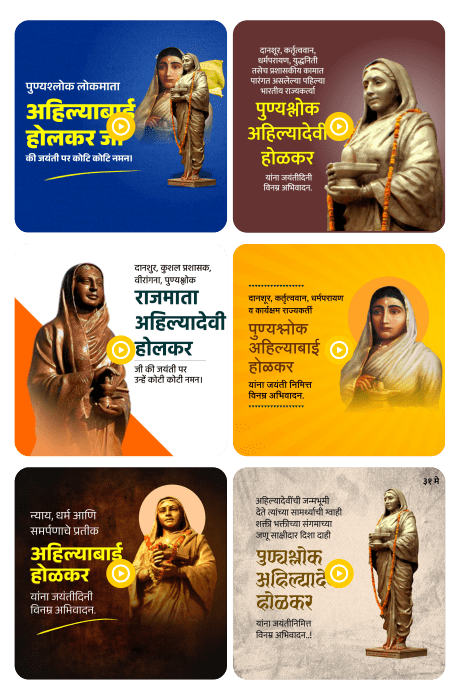 पुण्यश्लोक लोकमाता
अहिल्याबाई
होलकर जी
की जयंती पर कोटि कोटि नमन।
दानशूर, कर्तृत्ववान,
धर्मपरायण, युद्धनिती
तसेच प्रशासकीय कामात
पारंगत असलेल्या पहिल्या
भारतीय राज्यकर्त्या
पुण्यश्लोक
अहिल्यादेवी
होळकर
यांना जयंतीदिनी
विनम्र अभिवादन.
दानशुर, कुशल प्रशासक,
वीरांगना, पुण्यश्लोक
राजमाता
अहिल्यादेवी
होलकर
जी की जयंती पर
उन्हें कोटी कोटी नमन।
दानशूर, कर्तृत्ववान, धर्मपरायण
व कार्यक्षम राज्यकर्ती
पुण्यश्लोक
अहिल्याबाई
होळकर
यांना जयंती निमित्त
विनम्र अभिवादन.
न्याय, धर्म आणि
समर्पणाचे प्रतीक
अहिल्याबाई
होळकर
यांना जयंतीदिनी
विनम्र अभिवादन.
३१ मे
अहिल्यादेवींची जन्मभूमी
देते त्यांच्या सामर्थ्याची ग्वाही
शक्ती भक्तीच्या संगमाच्या
जणू साक्षीदार दिशा दाही
पुण्यश्लोक
होळकर
यांना जयंतीनिमित्त
विनम्र अभिवादन..!